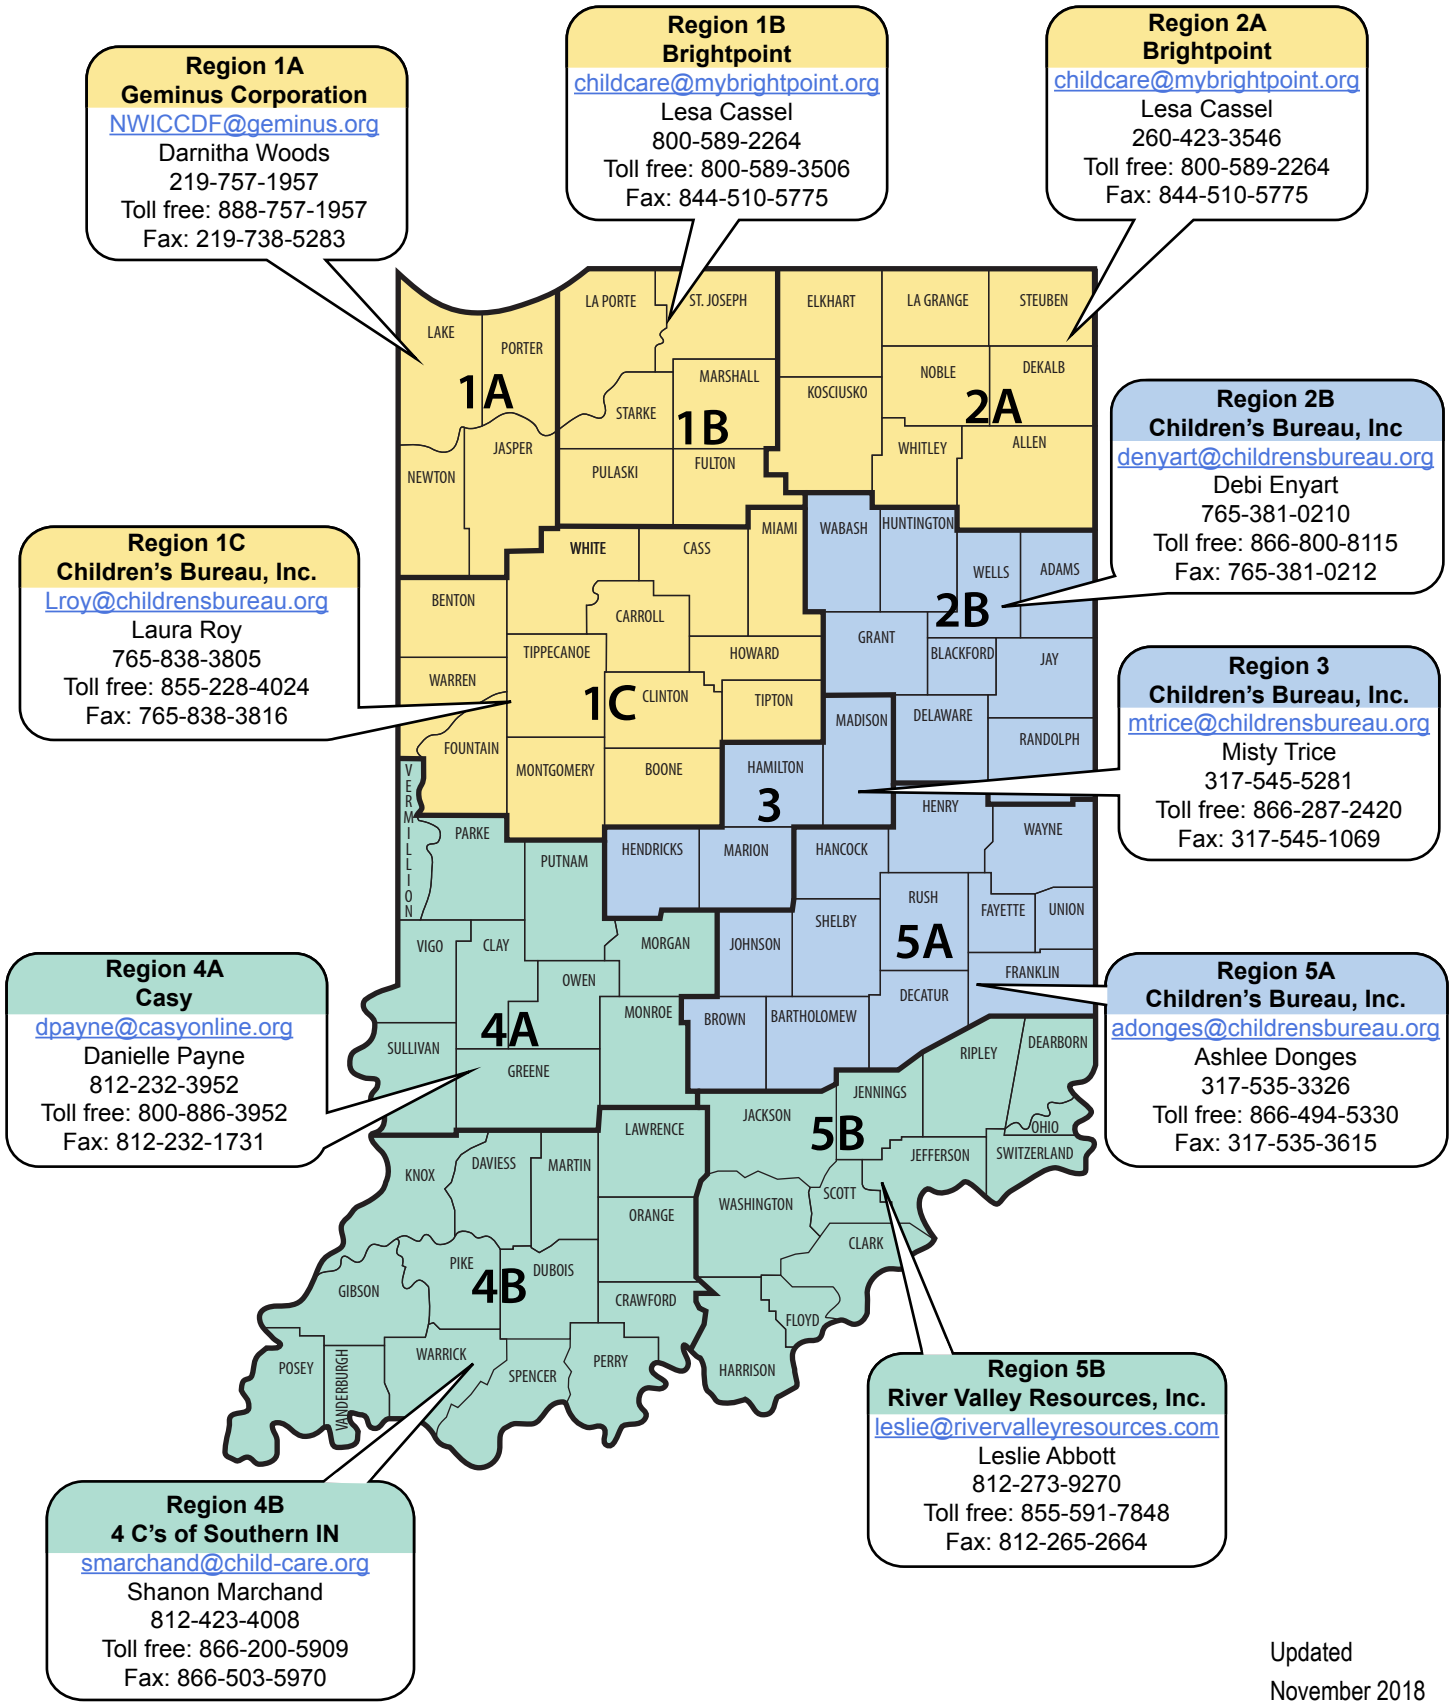 Region 1A
Geminus Corporation
NWICCDF@geminus.org
Darnitha Woods
219-757-1957
Toll free: 888-757-1957
Fax: 219-738-5283
Region 1B
Brightpoint
childcare@mybrightpoint.org
Lesa Cassel
800-589-2264
Toll free: 800-589-3506
Fax: 844-510-5775
Region 2A
Brightpoint
childcare@mybrightpoint.org
Lesa Cassel
260-423-3546
Toll free: 800-589-2264
Fax: 844-510-5775
Region 2B
Children's Bureau, Inc
denyart@childrensbureau.org
Debi Enyart
765-381-0210
Toll free: 866-800-8115
Fax: 765-381-0212
Region 1C
Children's Bureau, Inc.
Lroy@childrensbureau.org
Laura Roy
765-838-3805
Toll free: 855-228-4024
Fax: 765-838-3816
Region 3
Children's Bureau, Inc.
mtrice@childrensbureau.org
Misty Trice
317-545-5281
Toll free: 866-287-2420
Fax: 317-545-1069
Region 4A
Casy
dpayne@casyonline.org
Danielle Payne
812-232-3952
Toll free: 800-886-3952
Fax: 812-232-1731
Region 5A
Children's Bureau, Inc.
adonges@childrensbureau.org
Ashlee Donges
317-535-3326
Toll free: 866-494-5330
Fax: 317-535-3615
Region 5B
River Valley Resources, Inc.
leslie@rivervalleyresources.com
Leslie Abbott
812-273-9270
Toll free: 855-591-7848
Fax: 812-265-2664
Region 4B
4 C's of Southern IN
smarchand@child-care.org
Shanon Marchand
812-423-4008
Toll free: 866-200-5909
Fax: 866-503-5970
LAKE
PORTER
1A
JASPER
NEWTON
LA PORTE
ST. JOSEPH
MARSHALL
STARKE
1B
PULASKI
FULTON
ELKHART
LA GRANGE
STEUBEN
NOBLE
DEKALB
KOSCIUSKO
2A
WHITLEY
ALLEN
WHITE
CASS
MIAMI
BENTON
CARROLL
TIPPECANOE
HOWARD
WARREN
1C
CLINTON
TIPTON
FOUNTAIN
MONTGOMERY
BOONE
WABASH
HUNTINGTON
WELLS
ADAMS
2B
GRANT
BLACKFORD
JAY
DELAWARE
RANDOLPH
MADISON
HAMILTON
3
HENDRICKS
MARION
HENRY
WAYNE
HANCOCK
RUSH
FAYETTE
UNION
SHELBY
JOHNSON
5A
FRANKLIN
DECATUR
BROWN
BARTHOLOMEW
VERMILLION
PARKE
PUTNAM
VIGO
CLAY
MORGAN
OWEN
MONROE
4A
SULLIVAN
GREENE
RIPLEY
DEARBORN
JENNINGS
JACKSON
5B
OHIO
JEFFERSON
SWITZERLAND
SCOTT
WASHINGTON
CLARK
FLOYD
HARRISON
LAWRENCE
DAVIESS
MARTIN
KNOX
ORANGE
PIKE
DUBOIS
4B
GIBSON
CRAWFORD
WARRICK
POSEY
VANDERBURGH
SPENCER
PERRY
Updated
November 2018